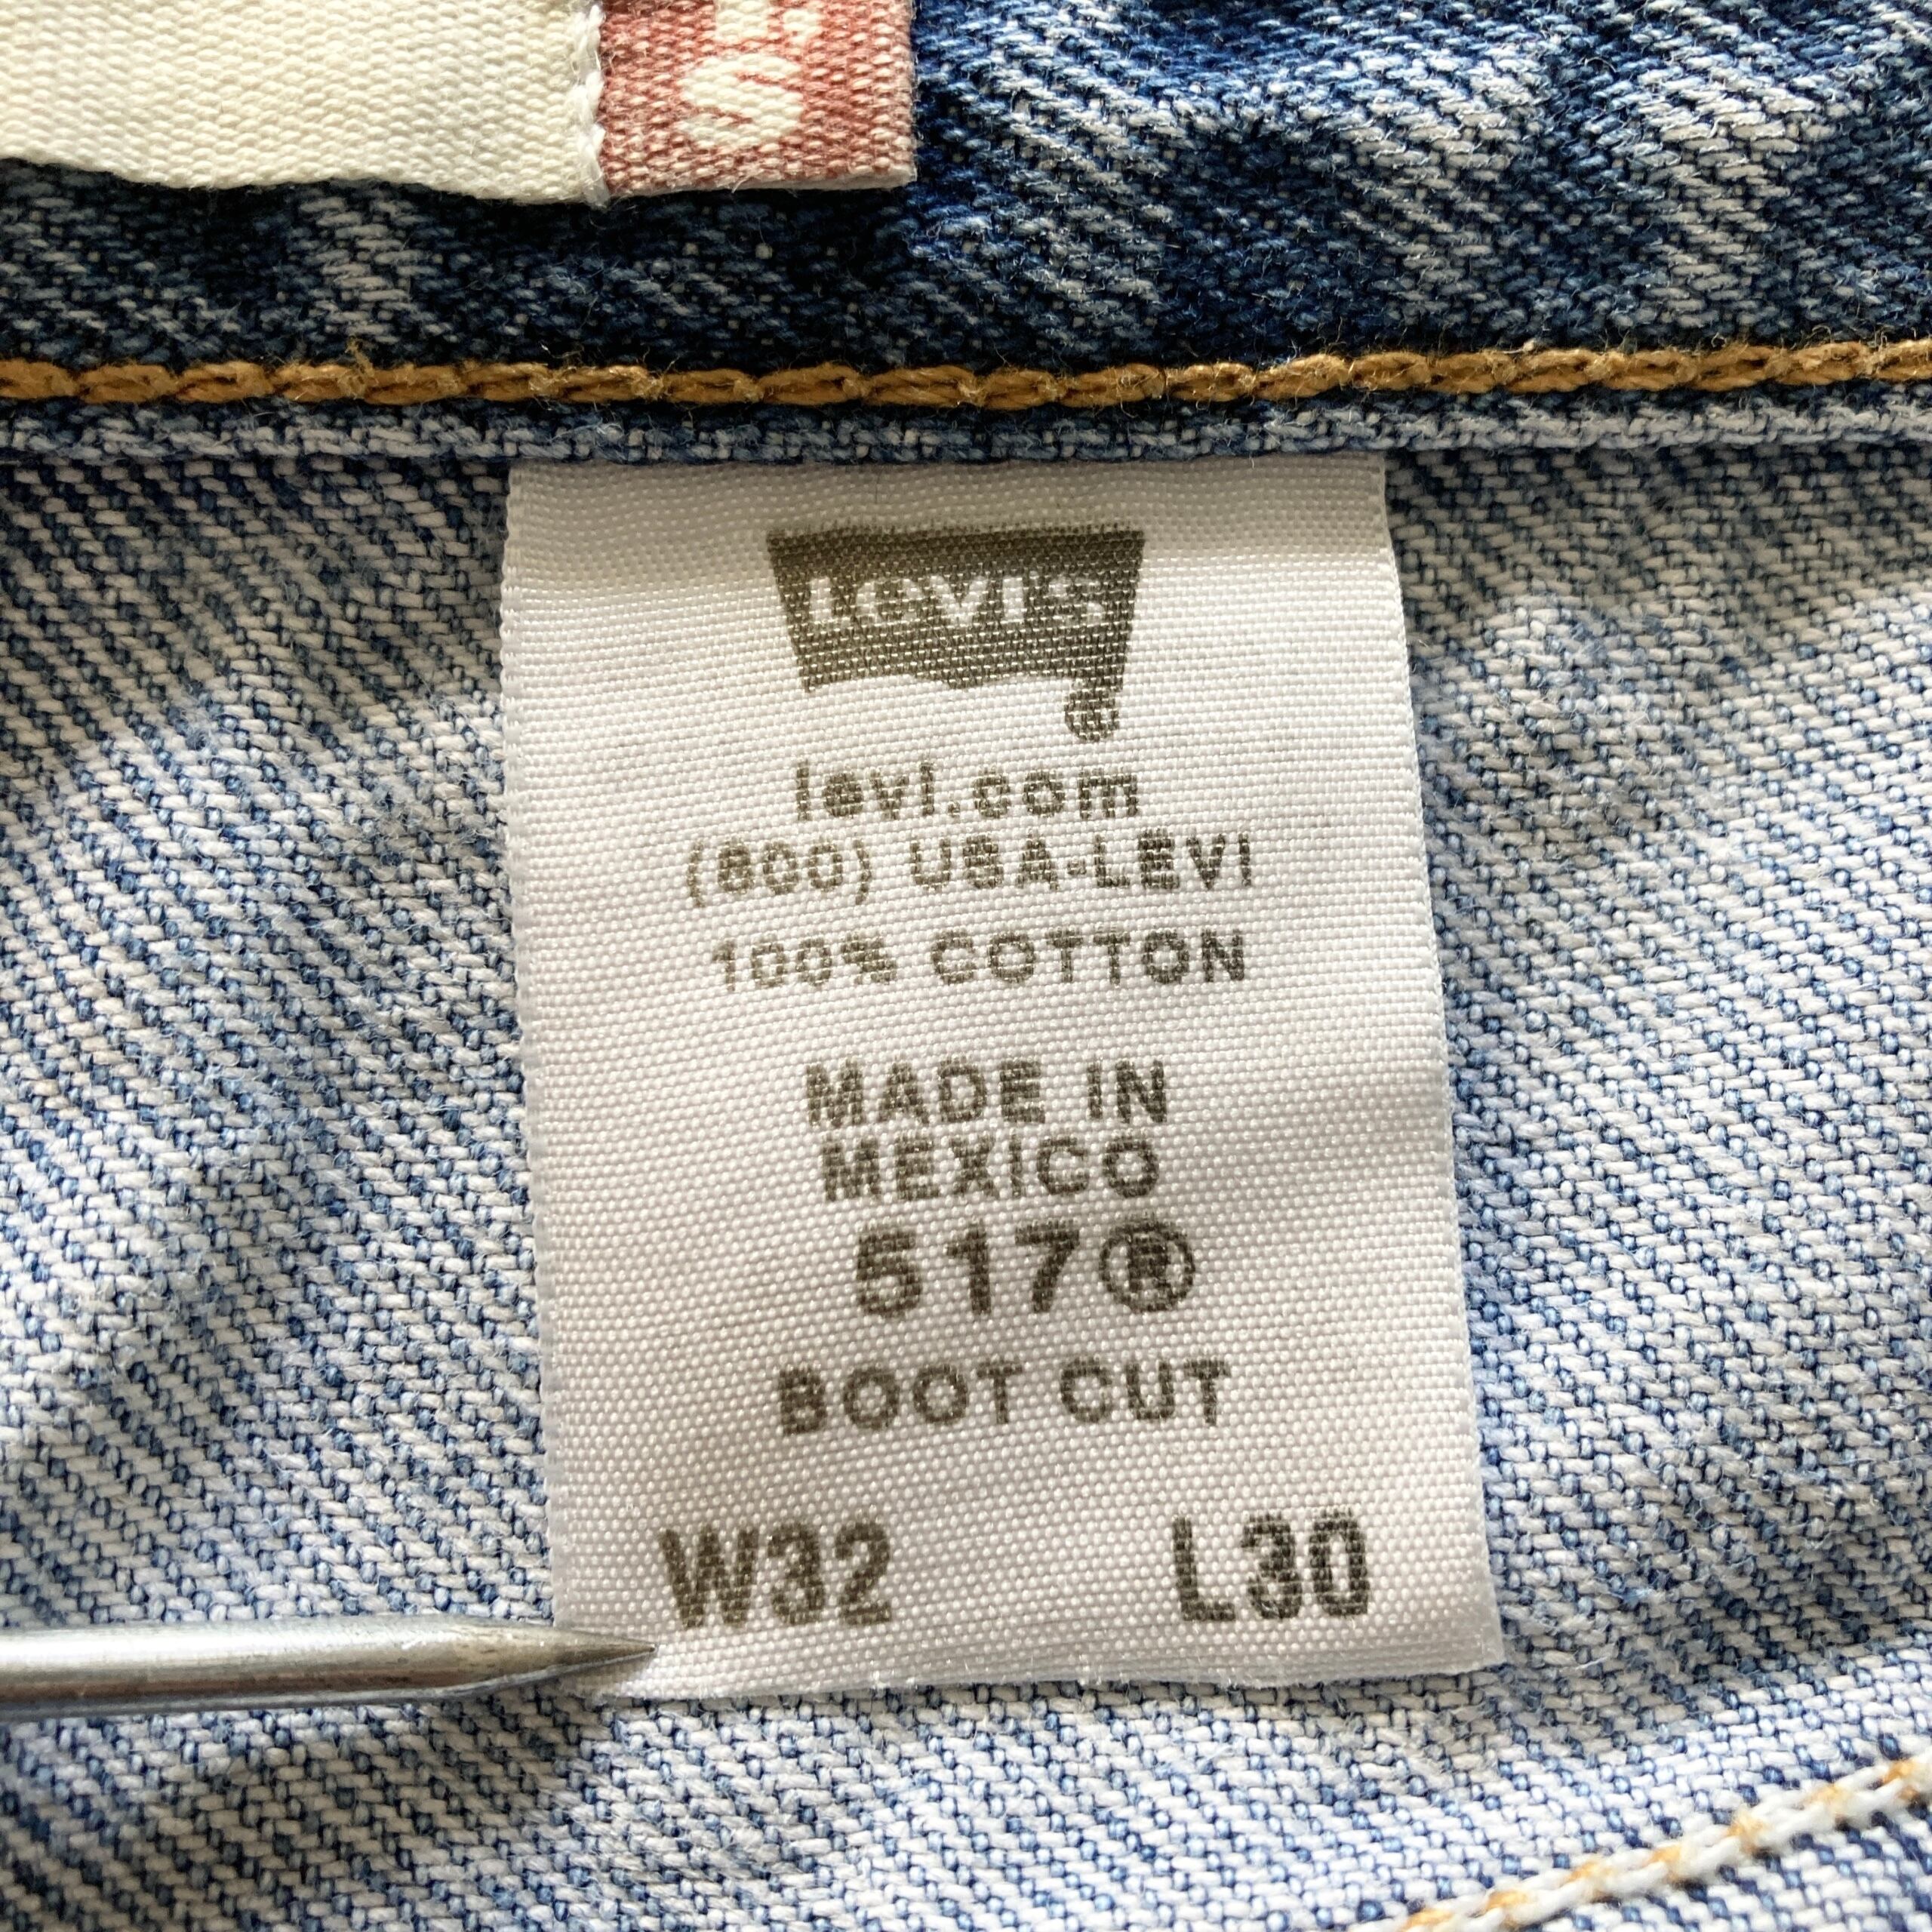 LEVI'S
®
levi.com
(800) USA-LEVI
100% COTTON
MADE IN
MEXICO
517®
BOOT CUT
W32 L30